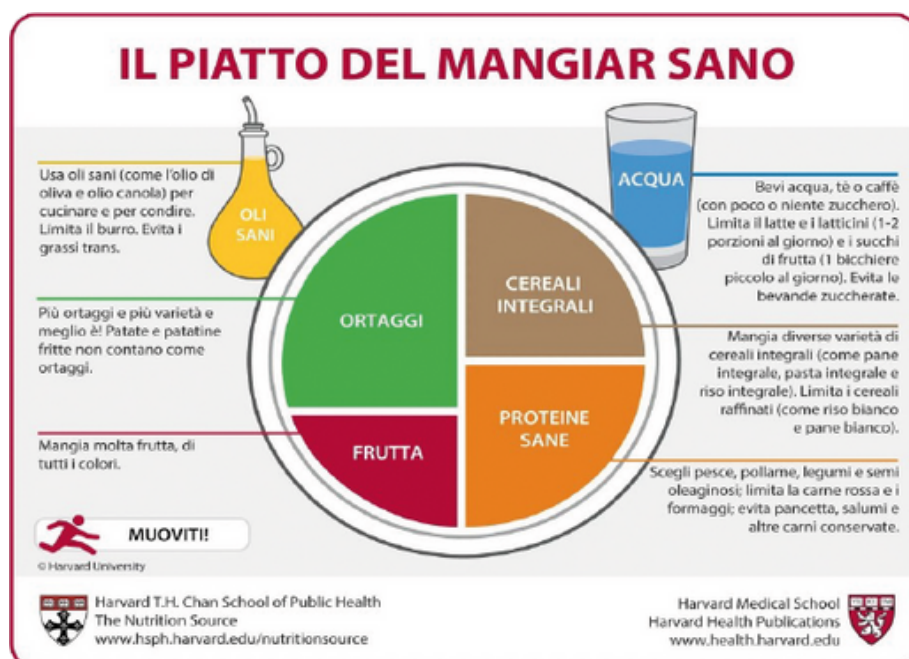 IL PIATTO DEL MANGIAR SANO
Usa oli sani (come l'olio di
oliva e olio canola) per
cucinare e per condire.
Limita il burro. Evita i
grassi trans.
OLI
SANI
ACQUA
Bevi acqua, tè o caffè
(con poco o niente zucchero).
Limita il latte e i latticini (1-2
porzioni al giorno) e i succhi
di frutta (1 bicchiere
piccolo al giorno). Evita le
bevande zuccherate.
Più ortaggi e più varietà e
meglio è! Patate e patatine
fritte non contano come
ortaggi.
ORTAGGI
CEREALI
INTEGRALI
Mangia diverse varietà di
cereali integrali (come pane
integrale, pasta integrale e
riso integrale). Limita i cereali
raffinati (come riso bianco
e pane bianco).
Mangia molta frutta, di
tutti i colori.
FRUTTA
PROTEINE
SANE
Scegli pesce, pollame, legumi e semi
oleaginosi; limita la carne rossa e i
formaggi; evita pancetta, salumi e
altre carni conservate.
MUOVITI!
© Harvard University
Harvard T.H. Chan School of Public Health
The Nutrition Source
www.hsph.harvard.edu/nutritionsource
Harvard Medical School
Harvard Health Publications
www.health.harvard.edu